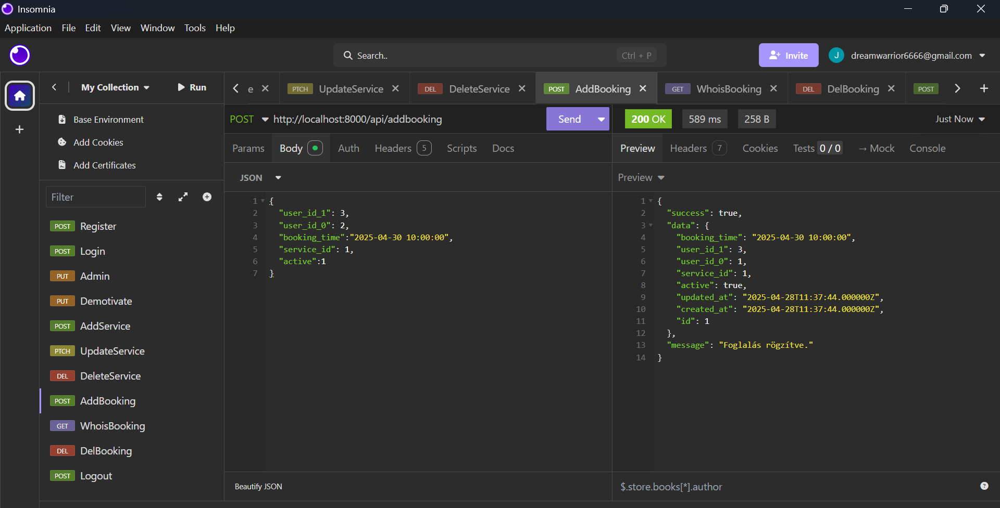 Insomnia
Application File Edit View Window Tools Help
Search.. Ctrl + P
Invite
J dreamwarrior6666@gmail.com
My Collection Run
e
PTCH UpdateService
DEL DeleteService
POST AddBooking
GET WhoisBooking
DEL DelBooking
POST
Base Environment
Add Cookies
Add Certificates
Filter
POST Register
POST Login
PUT Admin
PUT Demotivate
POST AddService
PTCH UpdateService
DEL DeleteService
POST AddBooking
GET WhoisBooking
DEL DelBooking
POST Logout
POST http://localhost:8000/api/addbooking Send
Params Body Auth Headers 5 Scripts Docs
JSON
1 {
2 "user_id_1": 3,
3 "user_id_0": 2,
4 "booking_time":"2025-04-30 10:00:00",
5 "service_id": 1,
6 "active":1
7 }
Beautify JSON
200 OK 589 ms 258 B Just Now
Preview Headers 7 Cookies Tests 0 / 0 → Mock Console
Preview
1 {
2 "success": true,
3 "data": {
4 "booking_time": "2025-04-30 10:00:00",
5 "user_id_1": 3,
6 "user_id_0": 1,
7 "service_id": 1,
8 "active": true,
9 "updated_at": "2025-04-28T11:37:44.000000Z",
10 "created_at": "2025-04-28T11:37:44.000000Z",
11 "id": 1
12 },
13 "message": "Foglalás rögzítve."
14 }
$.store.books[*].author
?